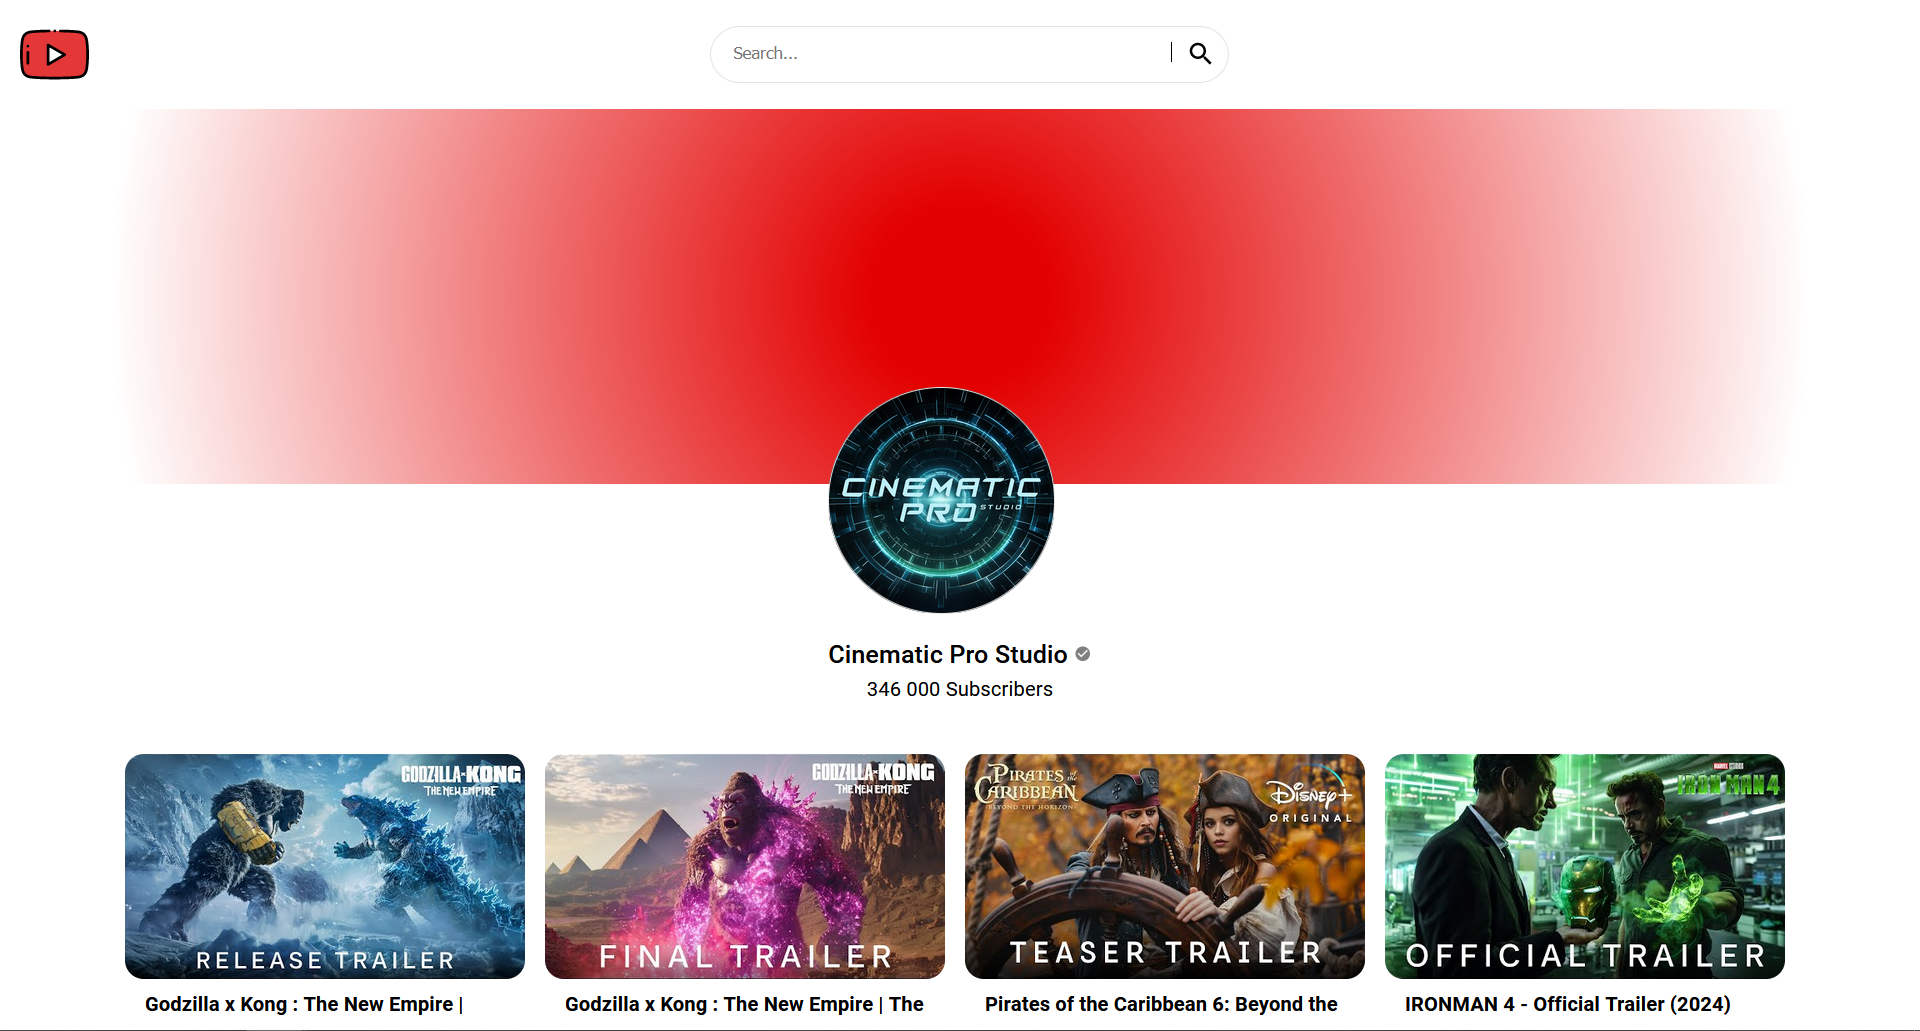 Search...
CINEMATIC
PRO STUDIO
Cinematic Pro Studio
346 000 Subscribers
GODZILLA x KONG
THE NEW EMPIRE
RELEASE TRAILER
GODZILLA x KONG
THE NEW EMPIRE
FINAL TRAILER
PIRATES of the
CARIBBEAN
BEYOND THE HORIZON
Disney+
ORIGINAL
TEASER TRAILER
MARVEL STUDIOS
IRON MAN 4
OFFICIAL TRAILER
Godzilla x Kong : The New Empire |
Godzilla x Kong : The New Empire | The
Pirates of the Caribbean 6: Beyond the
IRONMAN 4 - Official Trailer (2024)